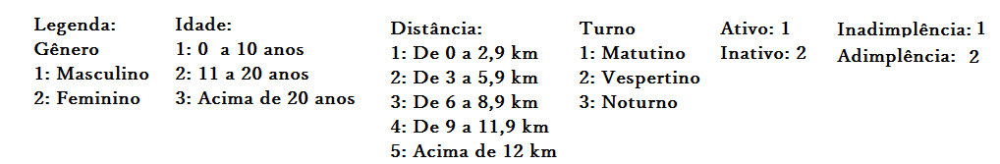 Legenda:
Gênero
1: Masculino
2: Feminino
Idade:
1: 0 a 10 anos
2: 11 a 20 anos
3: Acima de 20 anos
Distância:
1: De 0 a 2,9 km
2: De 3 a 5,9 km
3: De 6 a 8,9 km
4: De 9 a 11,9 km
5: Acima de 12 km
Turno
1: Matutino
2: Vespertino
3: Noturno
Ativo: 1
Inativo: 2
Inadimplência: 1
Adimplência: 2